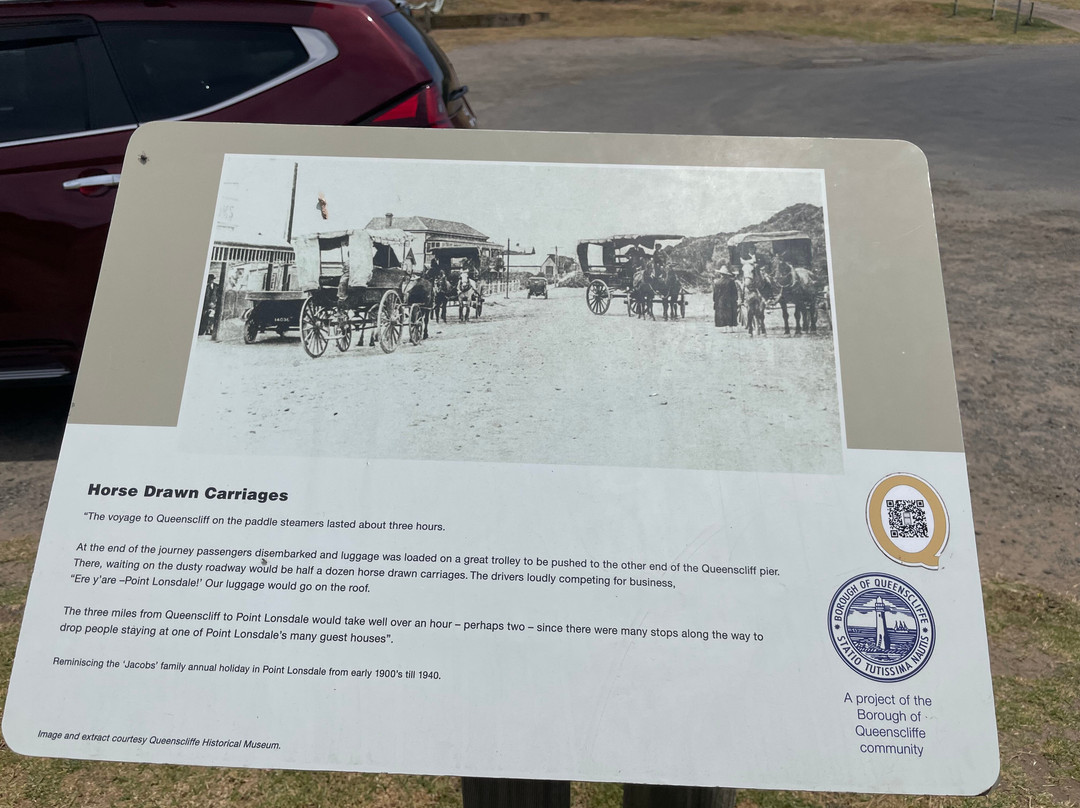 Horse Drawn Carriages
"The voyage to Queenscliff on the paddle steamers lasted about three hours.
At the end of the journey passengers disembarked and luggage was loaded on a great trolley to be pushed to the other end of the Queenscliff pier.
There, waiting on the dusty roadway would be half a dozen horse drawn carriages. The drivers loudly competing for business,
"Ere y'are –Point Lonsdale!' Our luggage would go on the roof.
The three miles from Queenscliff to Point Lonsdale would take well over an hour – perhaps two – since there were many stops along the way to
drop people staying at one of Point Lonsdale's many guest houses".
Reminiscing the 'Jacobs' family annual holiday in Point Lonsdale from early 1900's till 1940.
Image and extract courtesy Queenscliffe Historical Museum.
BOROUGH OF QUEENSCLIFFE
STATIO TUTISSIMA NAUTIS
A project of the
Borough of
Queenscliffe
community